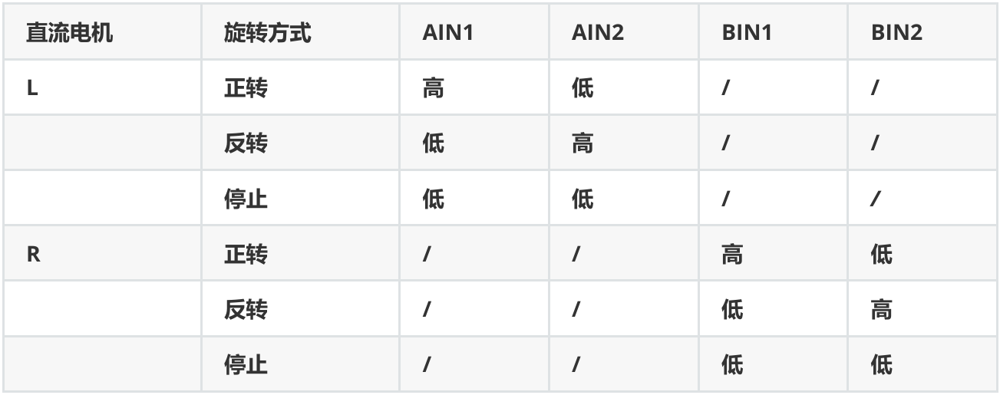 直流电机 旋转方式 AIN1 AIN2 BIN1 BIN2
L 正转 高 低 / /
反转 低 高 / /
停止 低 低 / /
R 正转 / / 高 低
反转 / / 低 高
停止 / / 低 低